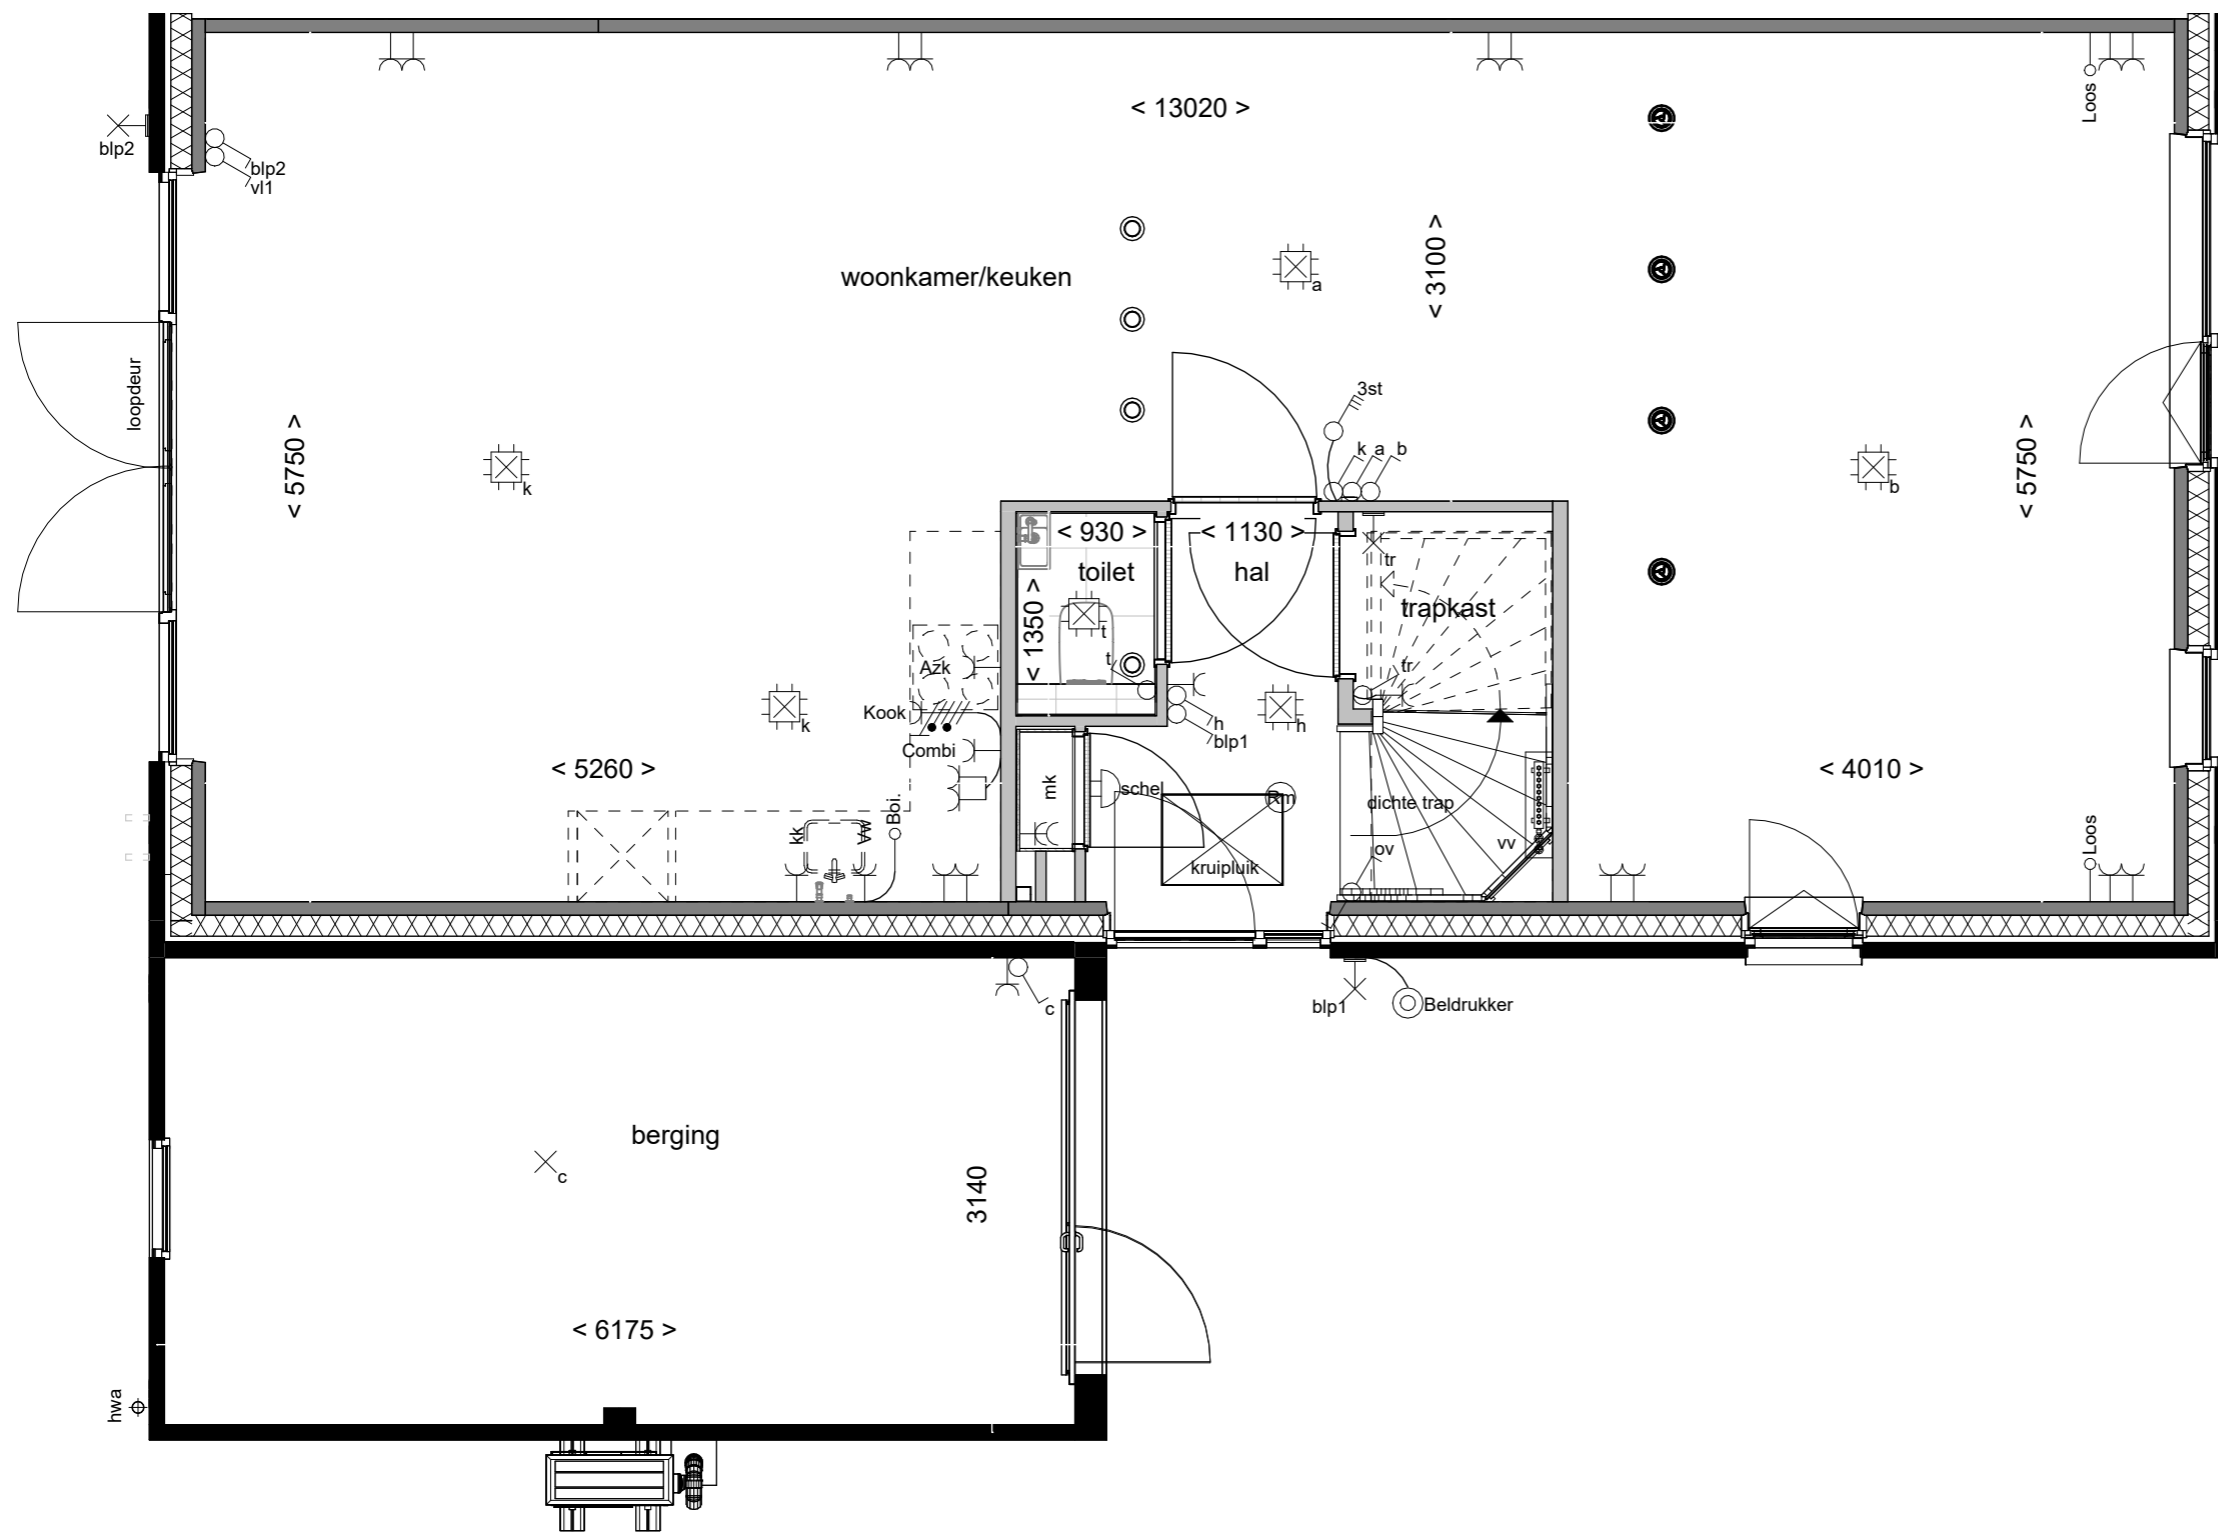 Loos
< 13020 >
blp2
blp2
vl1
woonkamer/keuken
a
< 3100 >
loopdeur
3st
k a b
< 5750 >
k
b
< 5750 >
< 930 >
toilet
< 1130 >
hal
tr
trapkast
< 1350 >
t
t
tr
Azk
Kook
Combi
k
h
blp1
h
< 5260 >
< 4010 >
mk
schel
Rm
dichte trap
Boi.
kk
ov
vv
Loos
kruipluik
c
blp1
Beldrukker
berging
c
3140
< 6175 >
hwa